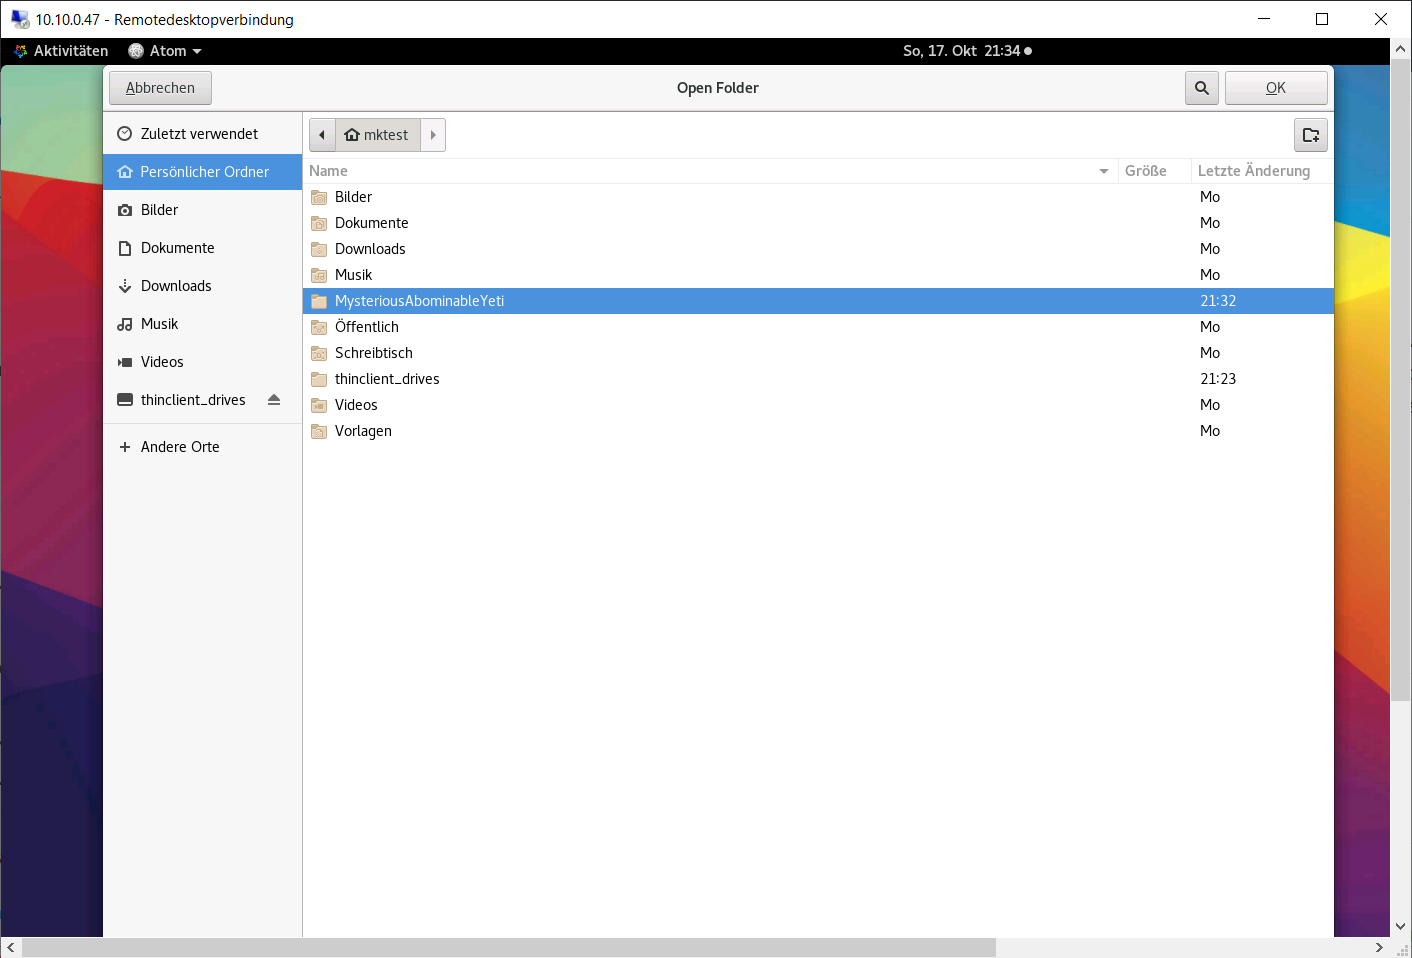 10.10.0.47 - Remotedesktopverbindung
Aktivitäten Atom So, 17. Okt 21:34
Abbrechen Open Folder OK
Zuletzt verwendet
Persönlicher Ordner
Bilder
Dokumente
Downloads
Musik
Videos
thinclient_drives
Andere Orte
mktest
Name Größe Letzte Änderung
Bilder Mo
Dokumente Mo
Downloads Mo
Musik Mo
MysteriousAbominableYeti 21:32
Öffentlich Mo
Schreibtisch Mo
thinclient_drives 21:23
Videos Mo
Vorlagen Mo